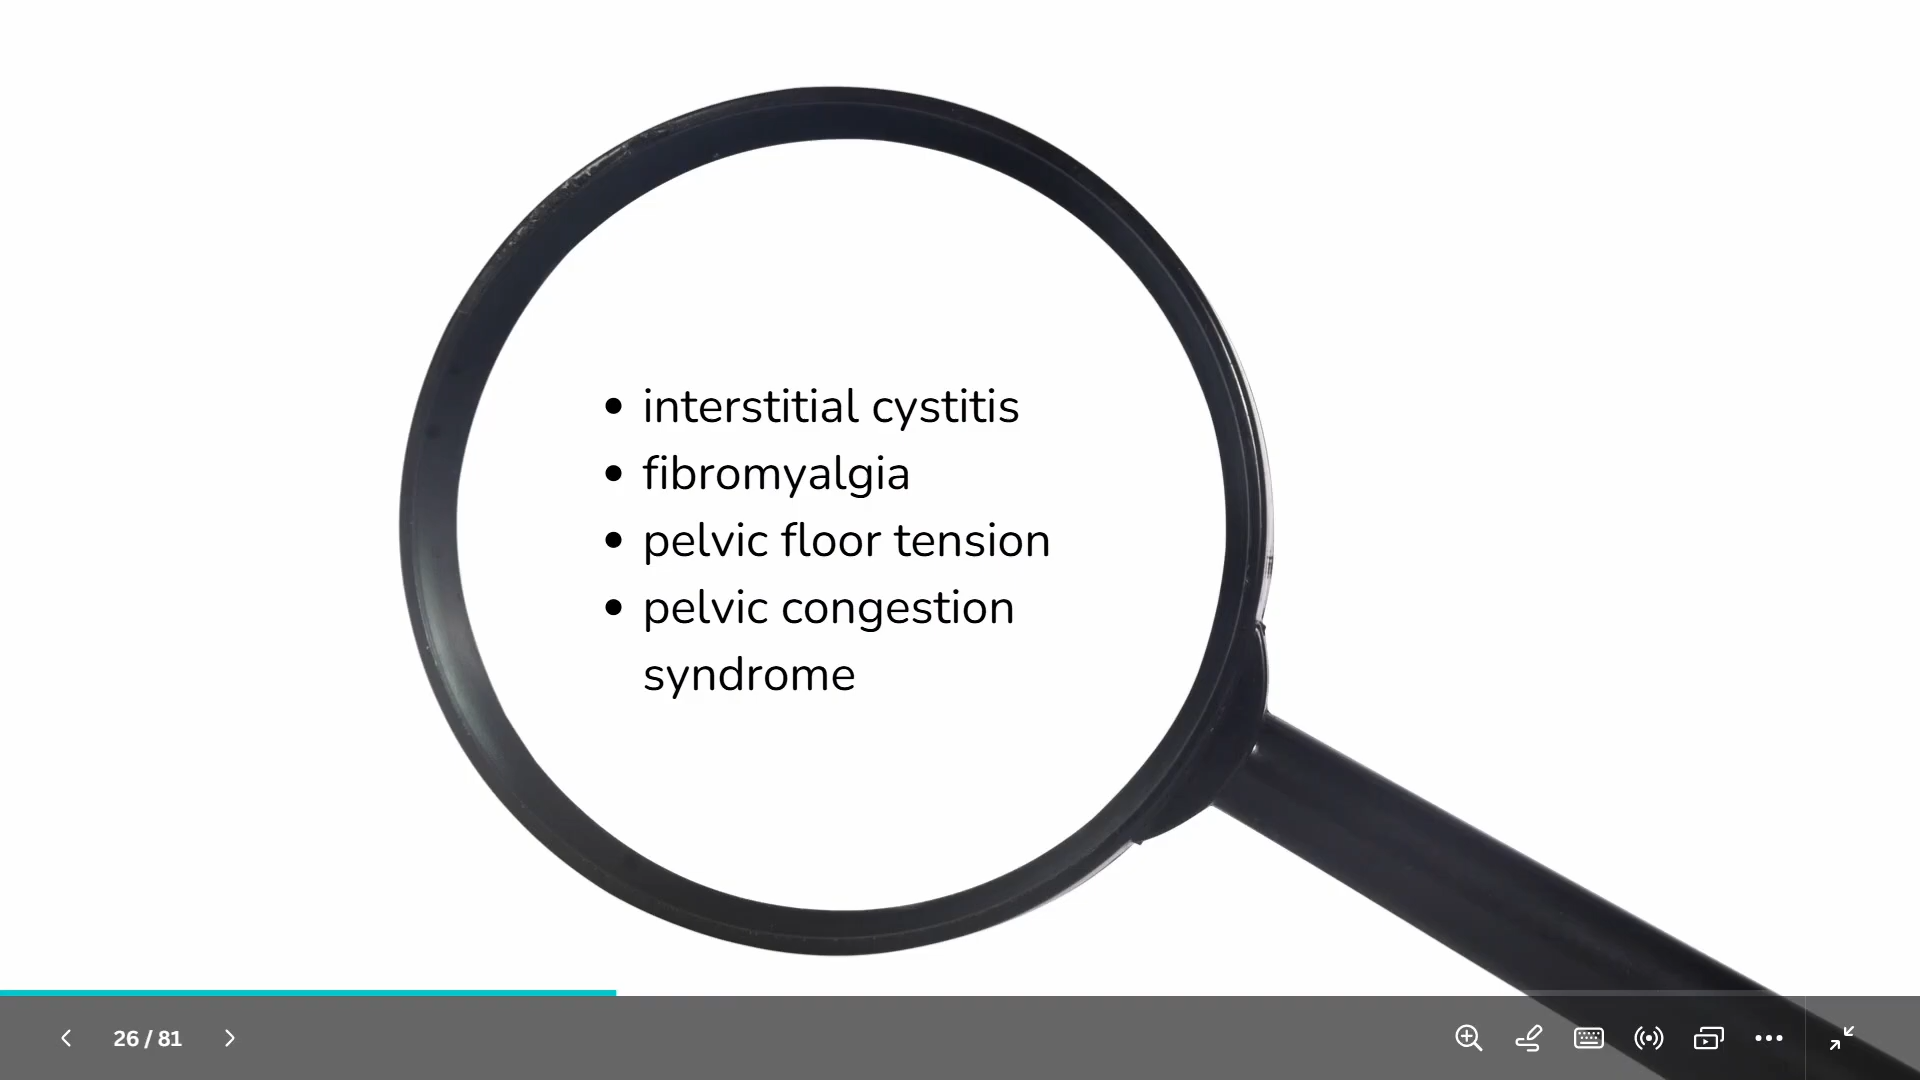 • interstitial cystitis
• fibromyalgia
• pelvic floor tension
• pelvic congestion
syndrome
26 / 81